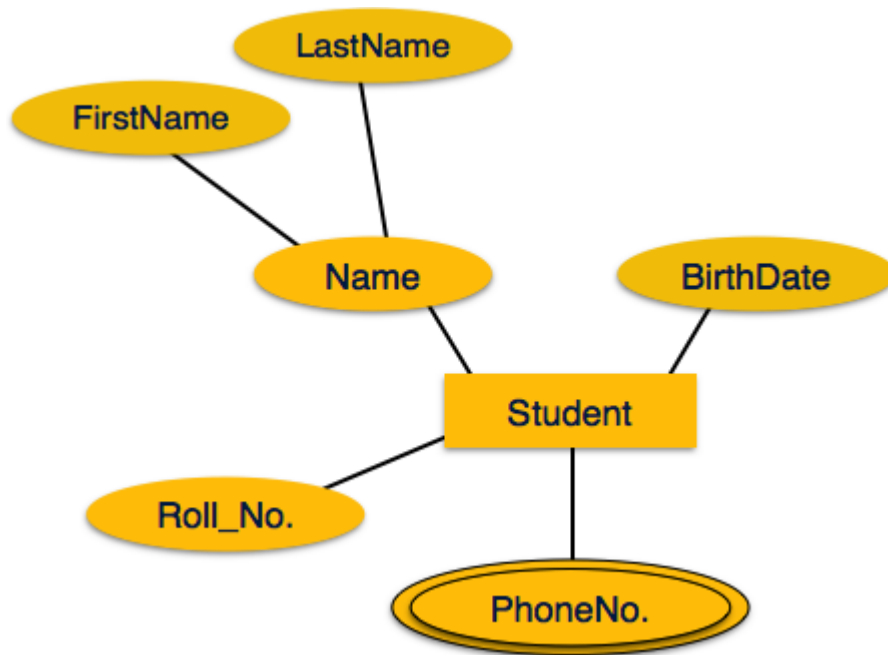 LastName
FirstName
Name
BirthDate
Student
Roll_No.
PhoneNo.